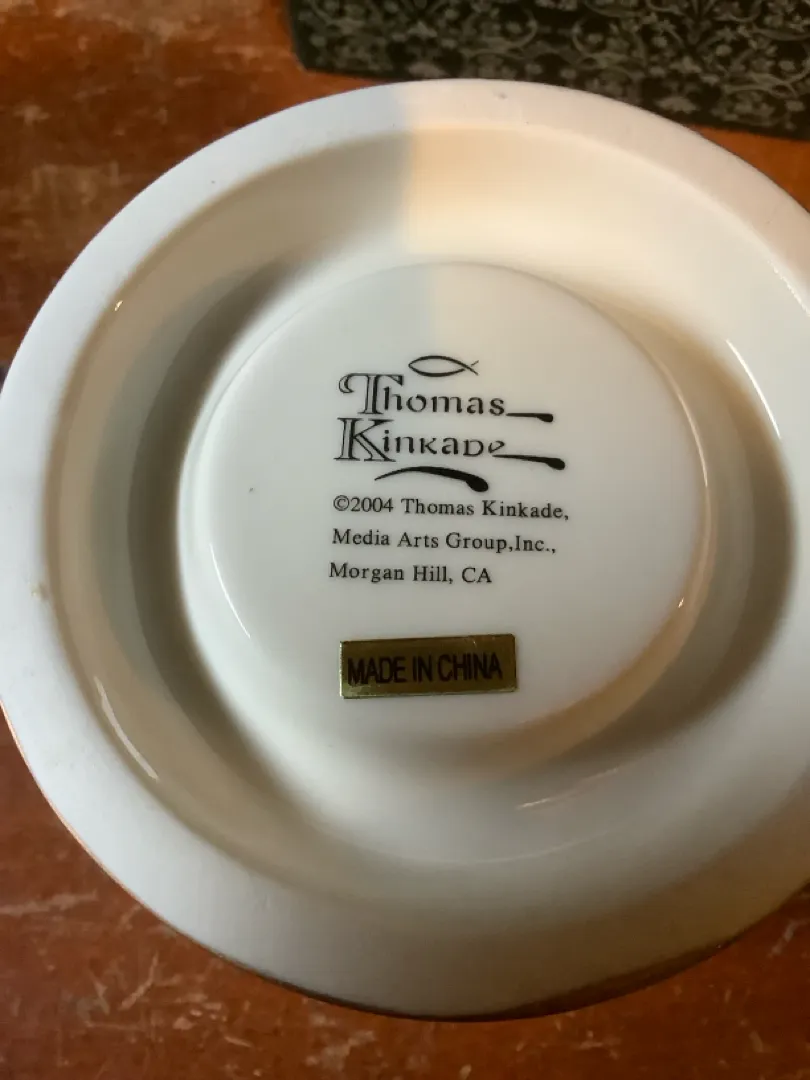 Thomas
Kinkade
©2004 Thomas Kinkade,
Media Arts Group,Inc.,
Morgan Hill, CA
MADE IN CHINA